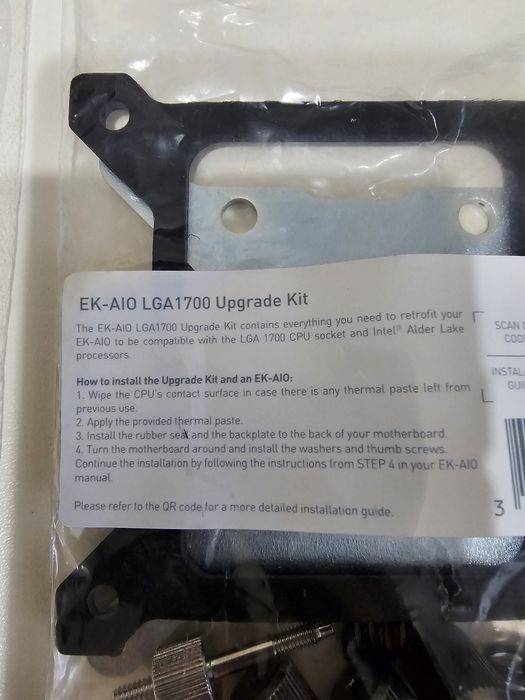 EK-AIO LGA1700 Upgrade Kit
The EK-AIO LGA1700 Upgrade Kit contains everything you need to retrofit your
EK-AIO to be compatible with the LGA 1700 CPU socket and Intel® Alder Lake
processors.
How to install the Upgrade Kit and an EK-AIO:
1. Wipe the CPU's contact surface in case there is any thermal paste left from
previous use.
2. Apply the provided thermal paste.
3. Install the rubber seal and the backplate to the back of your motherboard.
4. Turn the motherboard around and install the washers and thumb screws.
Continue the installation by following the instructions from STEP 4 in your EK-AIO
manual.
Please refer to the QR code for a more detailed installation guide.
SCAN
COD
INSTAL
GUI
3